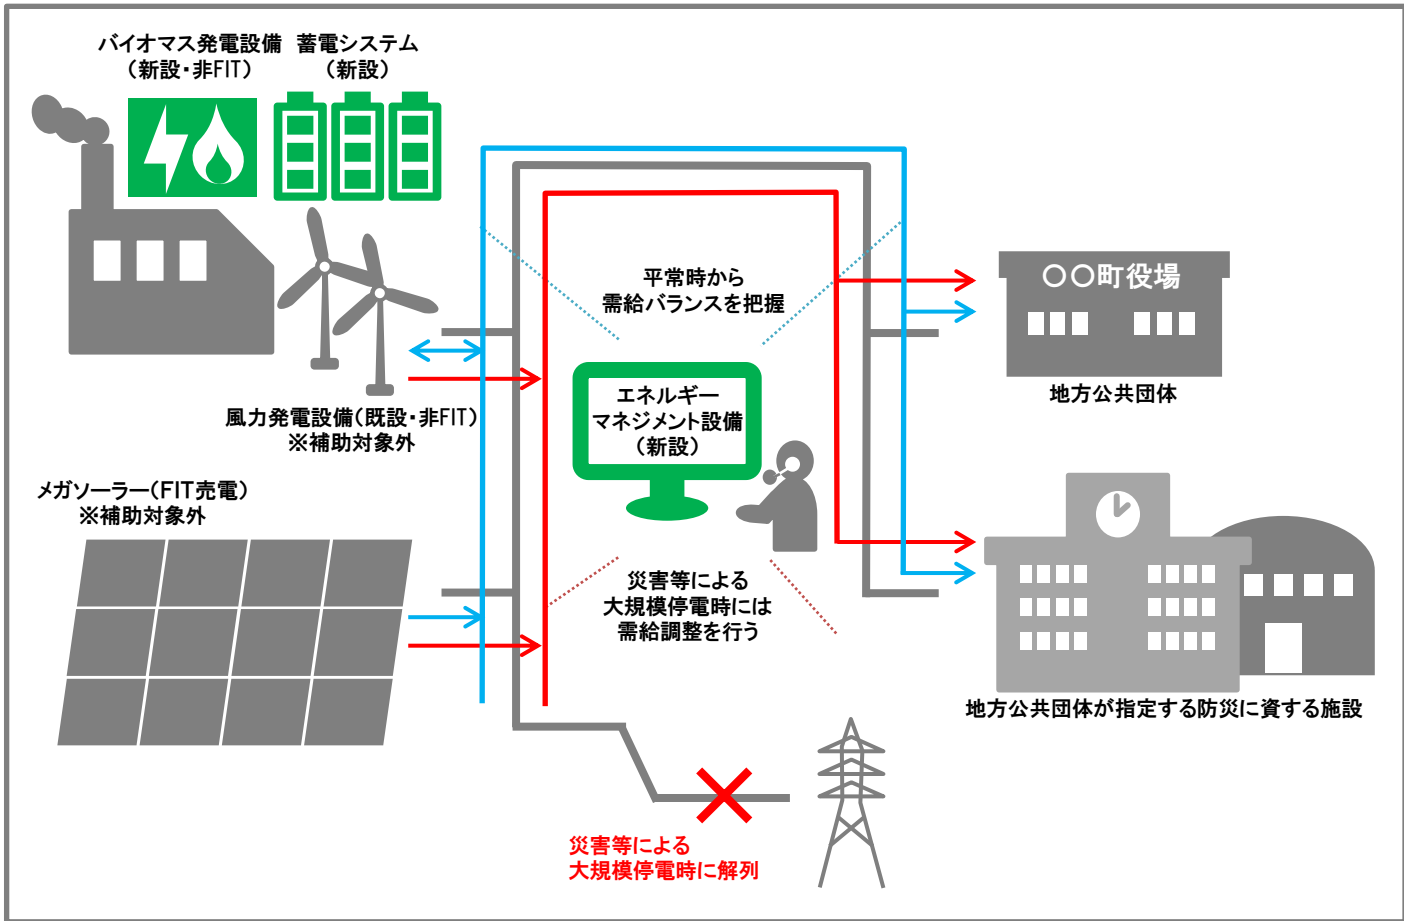 バイオマス発電設備
（新設・非FIT）
蓄電システム
（新設）
風力発電設備（既設・非FIT）
※補助対象外
メガソーラー（FIT売電）
※補助対象外
平常時から
需給バランスを把握
エネルギー
マネジメント設備
（新設）
災害等による
大規模停電時には
需給調整を行う
災害等による
大規模停電時に解列
〇〇町役場
地方公共団体
地方公共団体が指定する防災に資する施設